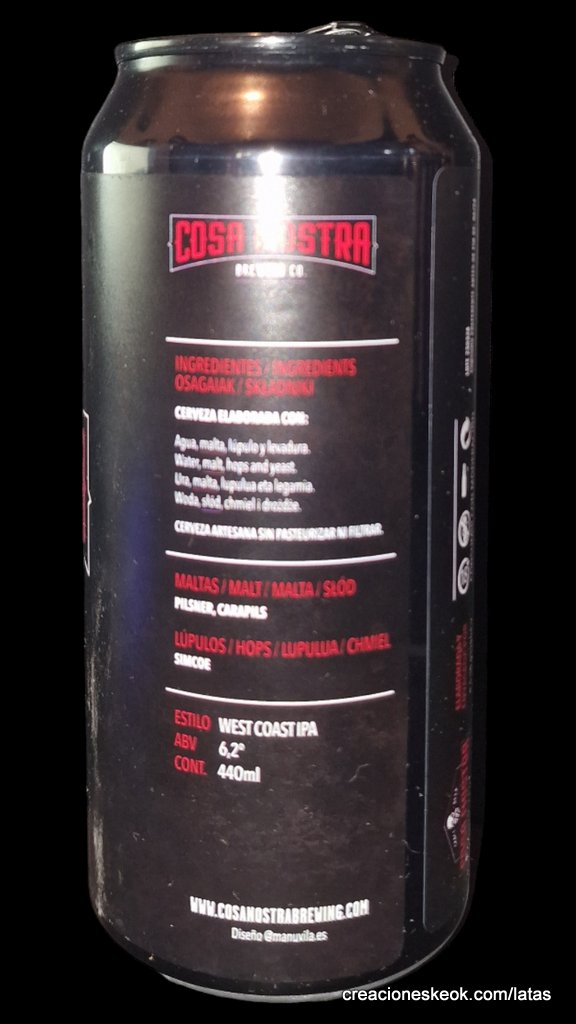 COSA NOSTRA
BREWING CO.
INGREDIENTES / INGREDIENTS
OSAGAIAK / SKŁADNIKI
CERVEZA ELABORADA CON:
Agua, malta, lúpulo y levadura.
Water, malt, hops and yeast.
Ura, malta, lupulua eta legamia.
Woda, słód, chmiel i drożdże.
CERVEZA ARTESANA SIN PASTEURIZAR NI FILTRAR.
MALTAS / MALT / MALTA / SŁÓD
PILSNER, CARAPILS
LÚPULOS / HOPS / LUPULUA / CHMIEL
SIMCOE
ESTILO WEST COAST IPA
ABV 6,2º
CONT. 440ml
WWW.COSANOSTRABREWING.COM
Diseño @manuvila.es
creacioneskeok.com/latas